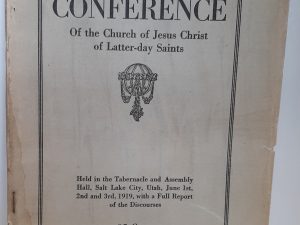 CONFERENCE
Of the Church of Jesus Christ
of Latter-day Saints
Held in the Tabernacle and Assembly
Hall, Salt Lake City, Utah, June 1st,
2nd and 3rd, 1919, with a Full Report
of the Discourses